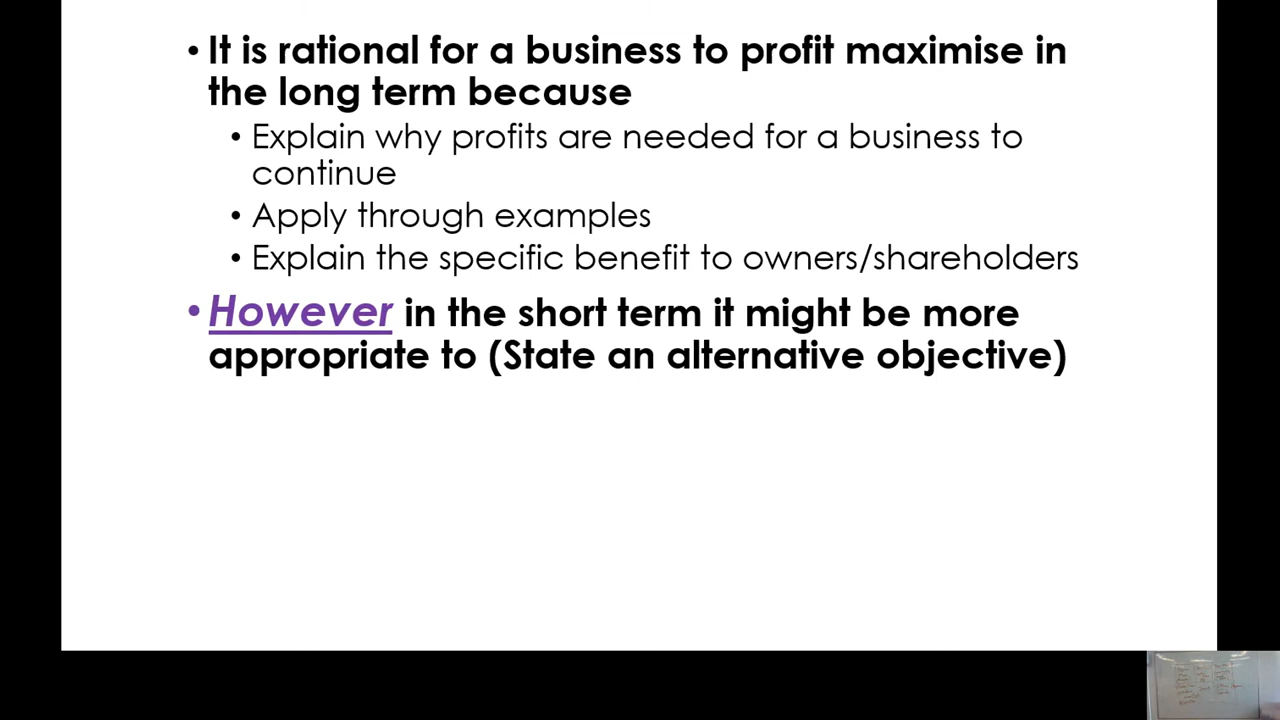 • It is rational for a business to profit maximise in
the long term because
• Explain why profits are needed for a business to
continue
• Apply through examples
• Explain the specific benefit to owners/shareholders
• However in the short term it might be more
appropriate to (State an alternative objective)